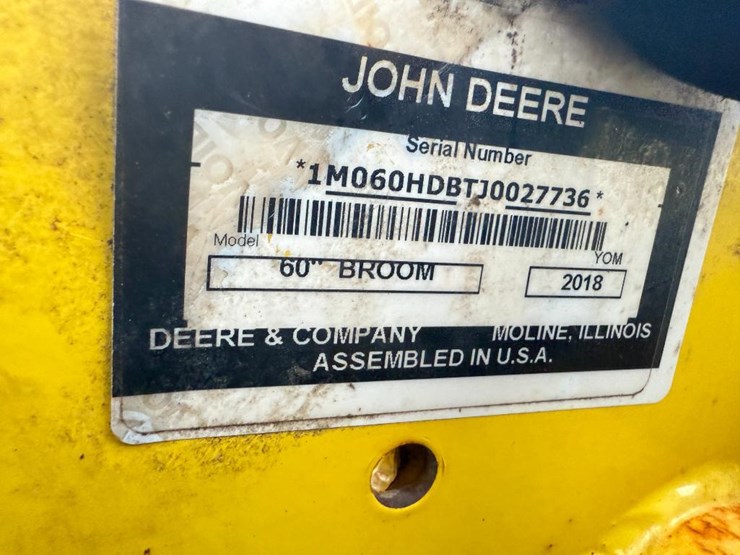 JOHN DEERE
Serial Number
*1M060HDBTJ0027736*
Model
YOM
60" BROOM
2018
DEERE & COMPANY MOLINE, ILLINOIS
ASSEMBLED IN U.S.A.